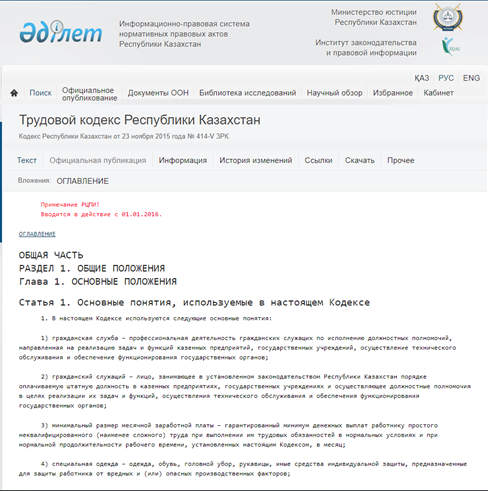 Әділет
Информационно-правовая система
нормативных правовых актов
Республики Казахстан
Министерство юстиции
Республики Казахстан
Институт законодательства
и правовой информации
ҚАЗ РУС ENG
Поиск Официальное опубликование Документы ООН Библиотека исследований Научный обзор Избранное Кабинет
Трудовой кодекс Республики Казахстан
Кодекс Республики Казахстан от 23 ноября 2015 года № 414-V ЗРК.
Текст Официальная публикация Информация История изменений Ссылки Скачать Прочее
Вложения: ОГЛАВЛЕНИЕ
Примечание РЦПИ!
Вводится в действие с 01.01.2016.
ОГЛАВЛЕНИЕ
ОБЩАЯ ЧАСТЬ
РАЗДЕЛ 1. ОБЩИЕ ПОЛОЖЕНИЯ
Глава 1. ОСНОВНЫЕ ПОЛОЖЕНИЯ
Статья 1. Основные понятия, используемые в настоящем Кодексе
1. В настоящем Кодексе используются следующие основные понятия:
1) гражданская служба – профессиональная деятельность гражданских служащих по исполнению должностных полномочий,
направленная на реализацию задач и функций казенных предприятий, государственных учреждений, осуществление технического
обслуживания и обеспечение функционирования государственных органов;
2) гражданский служащий – лицо, занимающее в установленном законодательством Республики Казахстан порядке
оплачиваемую штатную должность в казенных предприятиях, государственных учреждениях и осуществляющее должностные полномочия
в целях реализации их задач и функций, осуществления технического обслуживания и обеспечения функционирования
государственных органов;
3) минимальный размер месячной заработной платы – гарантированный минимум денежных выплат работнику простого
неквалифицированного (наименее сложного) труда при выполнении им трудовых обязанностей в нормальных условиях и при
нормальной продолжительности рабочего времени, установленных настоящим Кодексом, в месяц;
4) специальная одежда – одежда, обувь, головной убор, рукавицы, иные средства индивидуальной защиты, предназначенные
для защиты работника от вредных и (или) опасных производственных факторов;